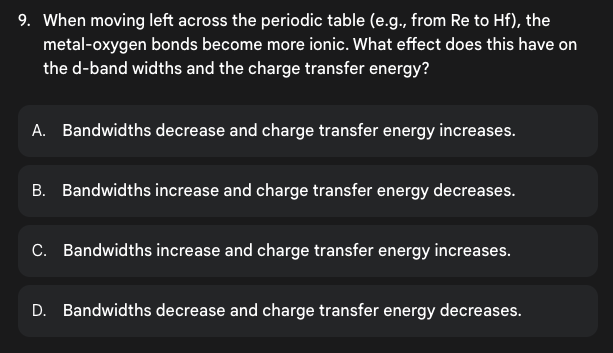 9. When moving left across the periodic table (e.g., from Re to Hf), the
metal-oxygen bonds become more ionic. What effect does this have on
the d-band widths and the charge transfer energy?
A. Bandwidths decrease and charge transfer energy increases.
B. Bandwidths increase and charge transfer energy decreases.
C. Bandwidths increase and charge transfer energy increases.
D. Bandwidths decrease and charge transfer energy decreases.